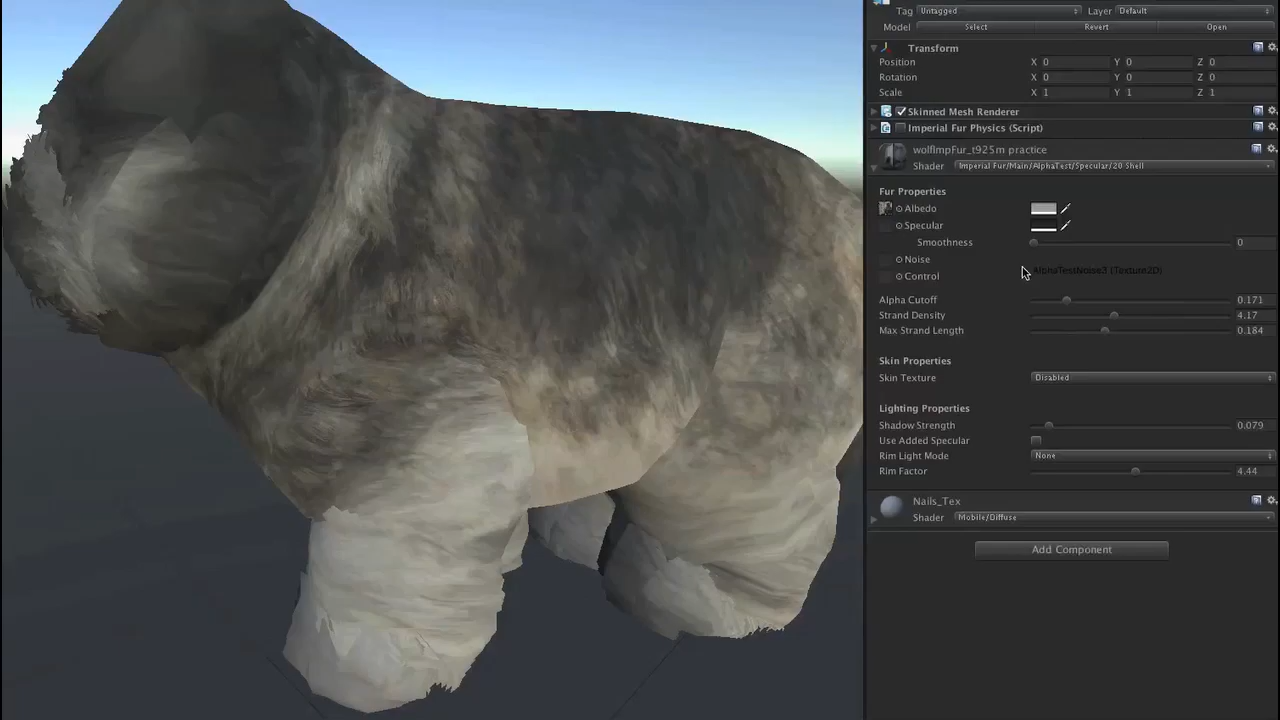 Tag Untagged Layer Default
Model Select Revert Open
Transform
Position X 0 Y 0 Z 0
Rotation X 0 Y 0 Z 0
Scale X 1 Y 1 Z 1
Skinned Mesh Renderer
Imperial Fur Physics (Script)
wolfImpFur_t925m practice
Shader Imperial Fur/Main/AlphaTest/Specular/20 Shell
Fur Properties
Albedo
Specular
Smoothness 0
Noise
AlphaTestNoise3 (Texture2D)
Control
Alpha Cutoff 0.171
Strand Density 4.17
Max Strand Length 0.184
Skin Properties
Skin Texture Disabled
Lighting Properties
Shadow Strength 0.079
Use Added Specular
Rim Light Mode None
Rim Factor 4.44
Nails_Tex
Shader Mobile/Diffuse
Add Component